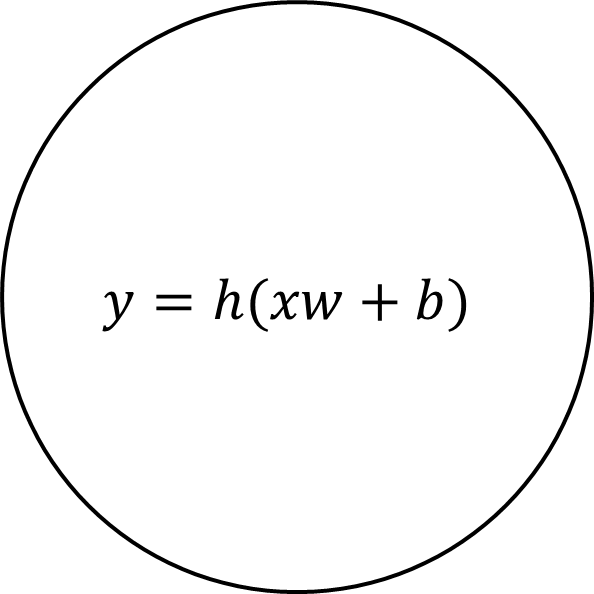 y = h(xw + b)